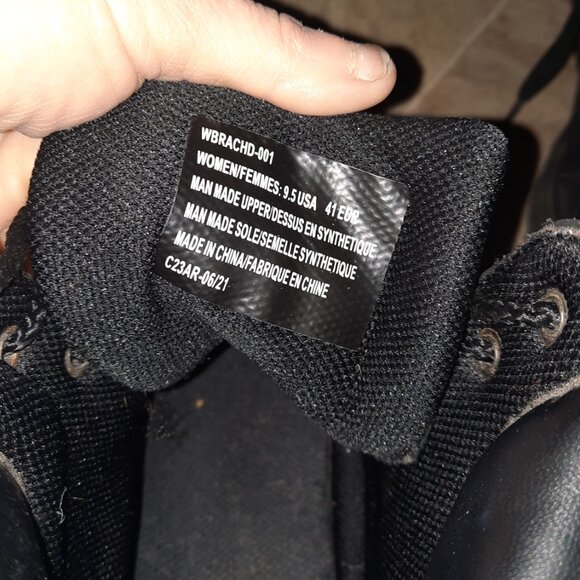 WBRACHD-001
WOMEN/FEMMES: 9.5 USA 41 EUR
MAN MADE UPPER/DESSUS EN SYNTHETIQUE
MAN MADE SOLE/SEMELLE SYNTHETIQUE
MADE IN CHINA/FABRIQUE EN CHINE
C23AR-06/21